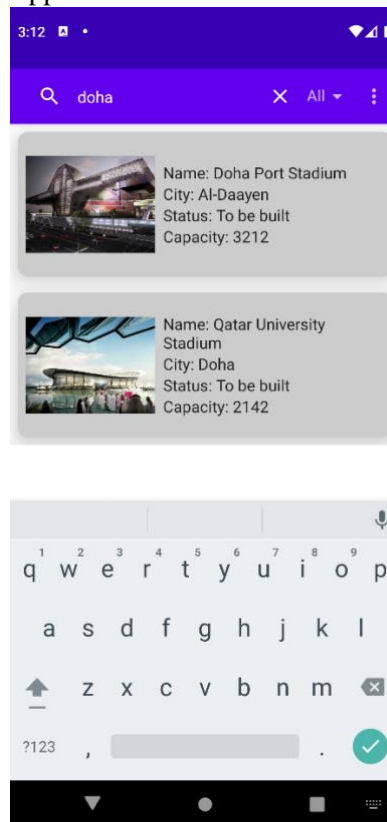 3:12
doha
All
Name: Doha Port Stadium
City: Al-Daayen
Status: To be built
Capacity: 3212
Name: Qatar University
Stadium
City: Doha
Status: To be built
Capacity: 2142
1 2 3 4 5 6 7 8 9
q w e r t y u i o p
a s d f g h j k l
z x c v b n m
?123 , .